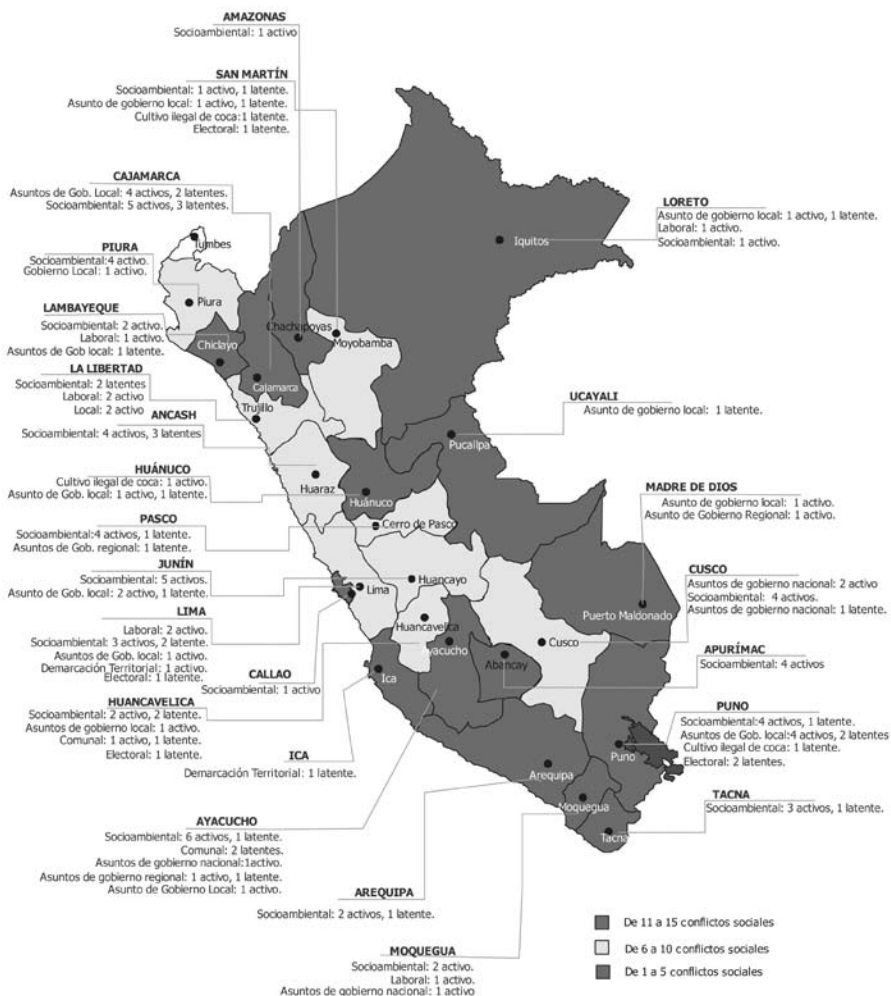 AMAZONAS
Socioambiental: 1 activo
SAN MARTÍN
Socioambiental: 1 activo, 1 latente.
Asunto de gobierno local: 1 activo, 1 latente.
Cultivo ilegal de coca:1 latente.
Electoral: 1 latente.
CAJAMARCA
Asuntos de Gob. Local: 4 activos, 2 latentes.
Socioambiental: 5 activos, 3 latentes.
LORETO
Asunto de gobierno local: 1 activo, 1 latente.
Laboral: 1 activo.
Socioambiental: 1 activo.
Iquitos
Tumbes
PIURA
Socioambiental:4 activo.
Gobierno Local: 1 activo.
Piura
LAMBAYEQUE
Socioambiental: 2 activo.
Laboral: 1 activo.
Asuntos de Gob local: 1 latente.
Chiclayo
Chachapoyas
Moyobamba
Cajamarca
LA LIBERTAD
Socioambiental: 2 latentes
Laboral: 2 activo
Local: 2 activo
Trujillo
UCAYALI
Asunto de gobierno local: 1 latente.
Pucallpa
ANCASH
Socioambiental: 4 activos, 3 latentes
Huaraz
HUÁNUCO
Cultivo ilegal de coca: 1 activo.
Asunto de Gob. local: 1 activo, 1 latente.
Huánuco
MADRE DE DIOS
Asunto de gobierno local: 1 activo.
Asunto de Gobierno Regional: 1 activo.
PASCO
Socioambiental:4 activos, 1 latente.
Asuntos de Gob. regional: 1 latente.
Cerro de Pasco
JUNÍN
Socioambiental: 5 activos.
Asunto de Gob. local: 2 activo, 1 latente.
Huancayo
CUSCO
Asuntos de gobierno nacional: 2 activo
Socioambiental: 4 activos.
Asuntos de gobierno nacional: 1 latente.
Puerto Maldonado
LIMA
Laboral: 2 activo.
Socioambiental: 3 activos, 2 latente.
Asuntos de Gob. local: 1 activo.
Demarcación Territorial: 1 activo.
Electoral: 1 latente.
Lima
Huancavelica
Ayacucho
Cusco
Abancay
APURÍMAC
Socioambiental: 4 activos
CALLAO
Socioambiental: 1 activo
Ica
HUANCAVELICA
Socioambiental: 2 activo, 2 latente.
Asuntos de gobierno local: 1 activo.
Comunal: 1 activo, 1 latente.
Electoral: 1 latente.
PUNO
Socioambiental:4 activos, 1 latente.
Asuntos de Gob. local:4 activos, 2 latentes
Cultivo ilegal de coca: 1 latente.
Electoral: 2 latentes.
Puno
ICA
Demarcación Territorial: 1 latente.
Arequipa
Moquegua
Tacna
TACNA
Socioambiental: 3 activos, 1 latente.
AYACUCHO
Socioambiental: 6 activos, 1 latente.
Comunal: 2 latentes.
Asuntos de gobierno nacional:1activo.
Asuntos de gobierno regional: 1 activo, 1 latente.
Asunto de Gobierno Local: 1 activo.
AREQUIPA
Socioambiental: 2 activos, 1 latente.
MOQUEGUA
Socioambiental: 2 activo.
Laboral: 1 activo.
Asuntos de gobierno nacional: 1 activo
De 11 a 15 conflictos sociales
De 6 a 10 conflictos sociales
De 1 a 5 conflictos sociales